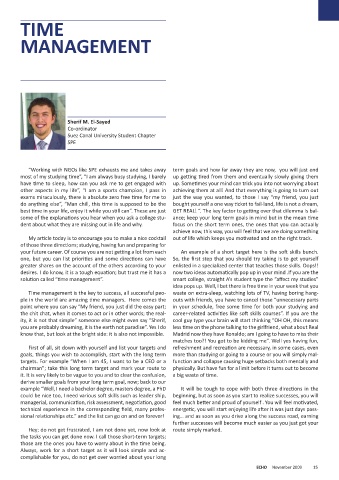 TIME
MANAGEMENT
Sherif M. El-Sayed
Co-ordinator
Suez Canal University Student Chapter
SPE
"Working with NEOs like SPE exhausts me and takes away
most of my studying time", "I am always busy studying, I barely
have time to sleep, how can you ask me to get engaged with
other aspects in my life", "I am a sports champion, I pass in
exams miraculously, there is absolute zero free time for me to
do anything else", "Man chill, this time is supposed to be the
best time in your life, enjoy it while you still can". These are just
some of the explanations you hear when you ask a college stu-
dent about what they are missing out in life and why.
My article today is to encourage you to make a nice cocktail
of those three directions; studying, having fun and preparing for
your future career. Of course you are not getting a lot from each
one, but you can list priorities and some directions can have
greater shares on the account of the others according to your
desires. I do know, it is a tough equation; but trust me it has a
solution called "time management".
Time management is the key to success, all successful peo-
ple in the world are amazing time managers. Here comes the
point where you can say "My friend, you just did the easy part;
the chit chat, when it comes to act or in other words; the real-
ity, it is not that simple" someone else might even say "Sherif,
you are probably dreaming, it is the earth not paradise". Yes I do
know that, but look at the bright side: it is also not impossible.
First of all, sit down with yourself and list your targets and
goals, things you wish to accomplish, start with the long term
targets. For example "When I am 45, I want to be a CEO or a
chairman", take this long term target and mark your route to
it. It is very likely to be vague to you and to clear the confusion,
derive smaller goals from your long term goal, now; back to our
example "Well, I need a bachelor degree, masters degree, a PhD
could be nice too, I need various soft skills such as leader ship,
managerial, communication, risk assessment, negotiation, good
technical experience in the corresponding field, many profes-
sional relationships etc." and the list can go on and on forever!
Hey; do not get frustrated, I am not done yet, now look at
the tasks you can get done now. I call those short-term targets;
those are the ones you have to worry about in the time being.
Always, work for a short target as it will look simple and ac-
complishable for you, do not get over worried about your long
term goals and how far away they are now, you will just end
up getting tired from them and eventually slowly giving them
up. Sometimes your mind can trick you into not worrying about
achieving them at all! And that everything is going to turn out
just the way you wanted, to those I say "my friend, you just
bought yourself a one way ticket to fail-land, life is not a dream,
GET REAL! ". The key factor to getting over that dilemma is bal-
ance; keep your long term goals in mind but in the mean time
focus on the short term ones, the ones that you can actually
achieve now, this way, you will feel that we are doing something
out of life which keeps you motivated and on the right track.
An example of a short target here is the soft skills bunch.
So, the first step that you should try taking is to get yourself
enlisted in a specialized center that teaches those skills. Oops!!
now two ideas automatically pop up in your mind .If you are the
smart college, straight A's student type the "affect my studies"
idea pops up. Well, I bet there is free time in your week that you
waste on extra-sleep, watching lots of TV, having boring hang-
outs with friends, you have to cancel those "unnecessary parts
in your schedule, free some time for both your studying and
career-related activities like soft skills courses". If you are the
cool guy type your brain will start thinking "OH OH, this means
less time on the phone talking to the girlfriend, what about Real
Madrid now they have Ronaldo; am I going to have to miss their
matches too?! You got to be kidding me". Well yes having fun,
refreshment and recreation are necessary in some cases, even
more than studying or going to a course or you will simply mal-
function and collapse causing huge setbacks both mentally and
physically. But have fun for a limit before it turns out to become
a big waste of time.
It will be tough to cope with both three directions in the
beginning, but as soon as you start to realize successes, you will
feel much better and proud of yourself . You will feel motivated,
energetic, you will start enjoying life after it was just days pass-
ing... and as soon as you drive along the success road, earning
further successes will become much easier as you just got your
route simply marked.
ECHO November 2009 15